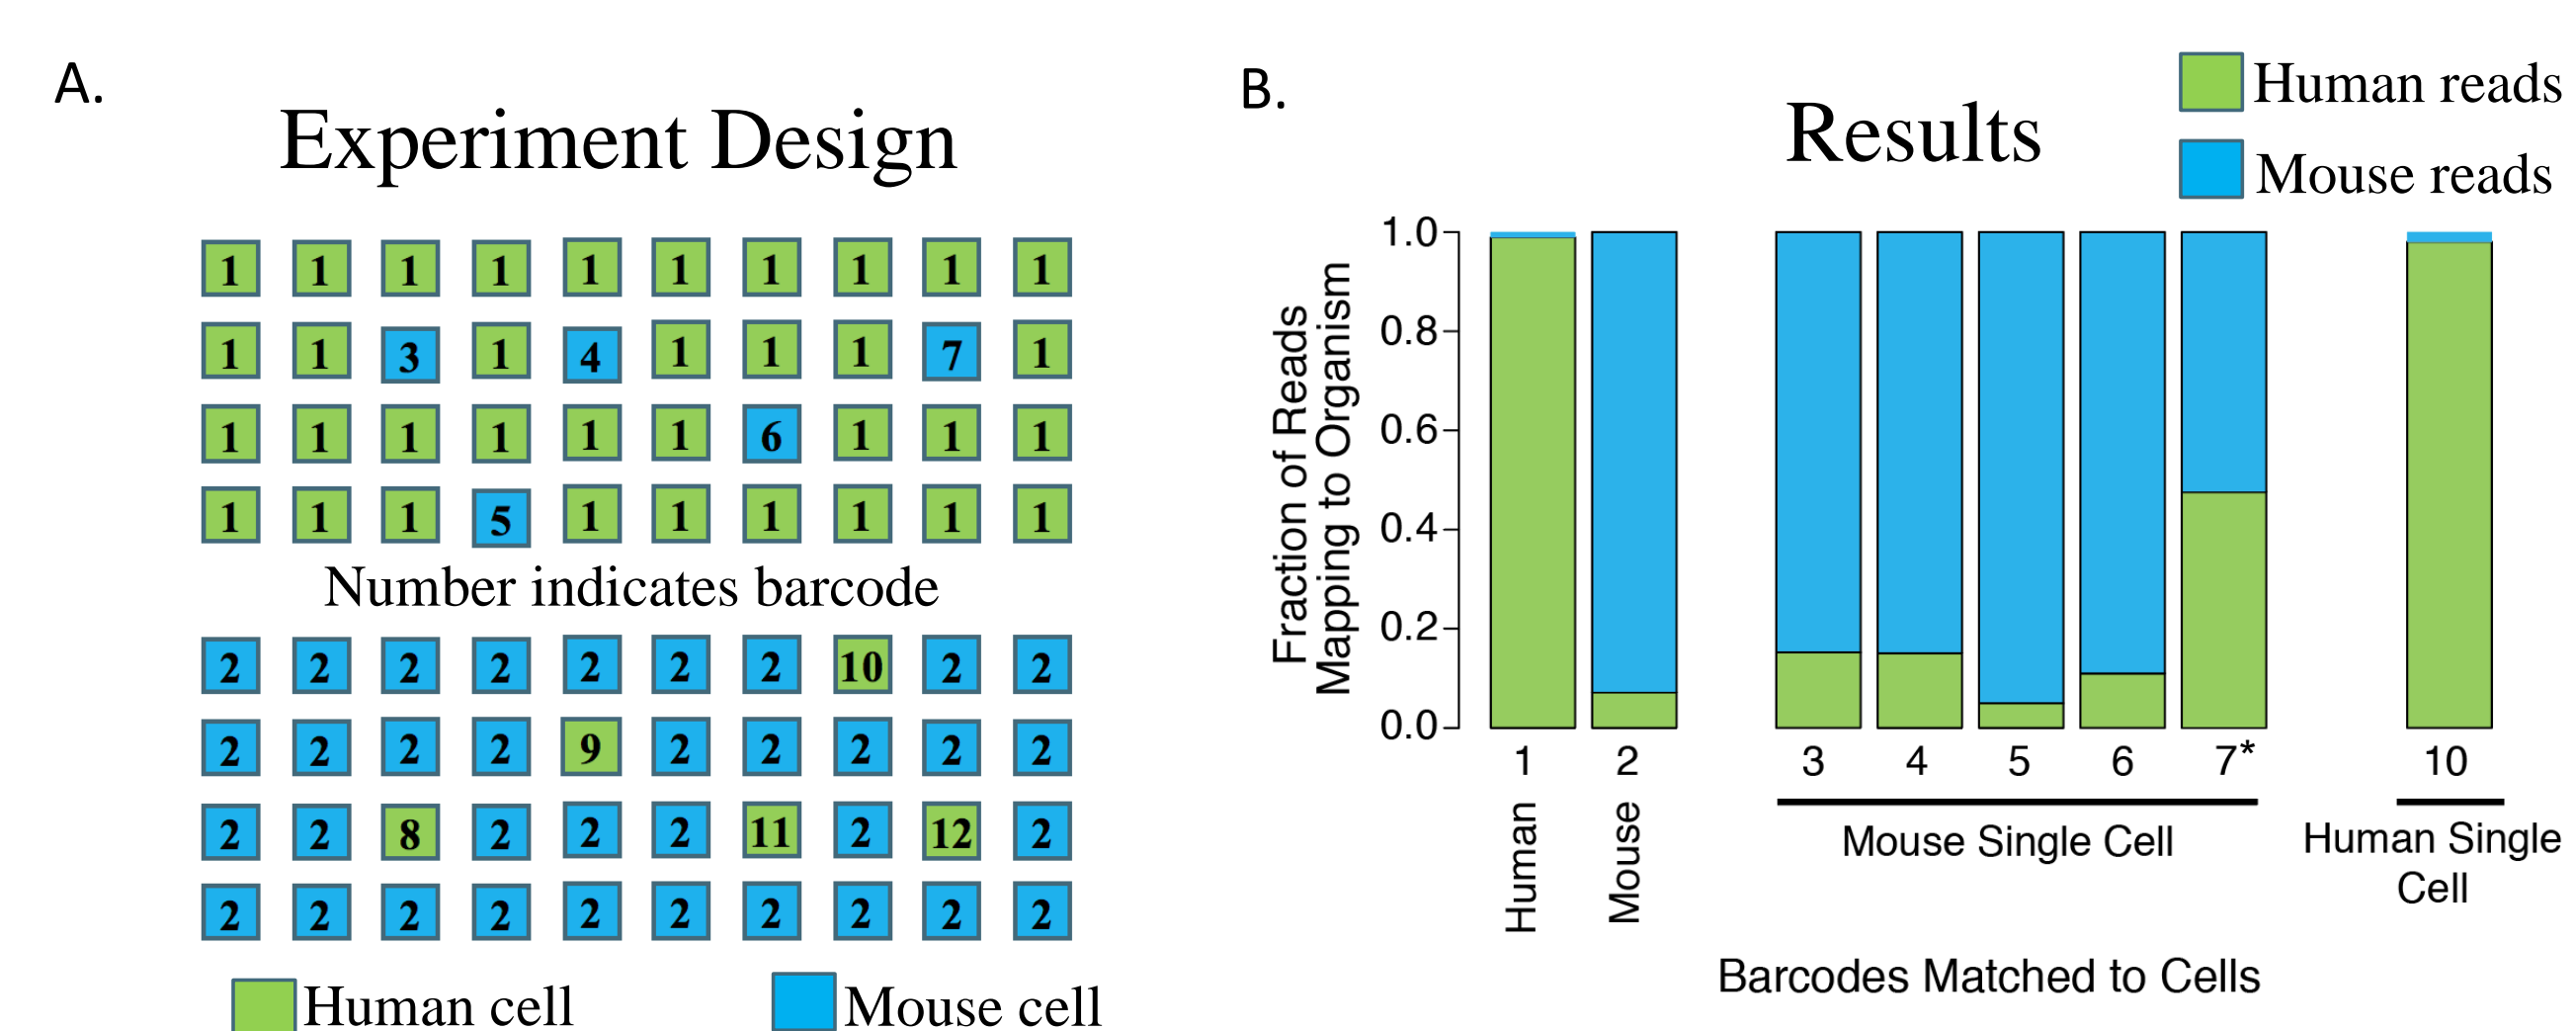 A.
Experiment Design
1 1 1 1 1 1 1 1 1 1
1 1 3 1 4 1 1 1 7 1
1 1 1 1 1 1 6 1 1 1
1 1 1 5 1 1 1 1 1 1
Number indicates barcode
2 2 2 2 2 2 2 10 2 2
2 2 2 2 9 2 2 2 2 2
2 2 8 2 2 2 11 2 12 2
2 2 2 2 2 2 2 2 2 2
Human cell
Mouse cell
B.
Results
Human reads
Mouse reads
Fraction of Reads
Mapping to Organism
1.0
0.8
0.6
0.4
0.2
0.0
1 2 3 4 5 6 7* 10
Human
Mouse
Mouse Single Cell
Human Single
Cell
Barcodes Matched to Cells